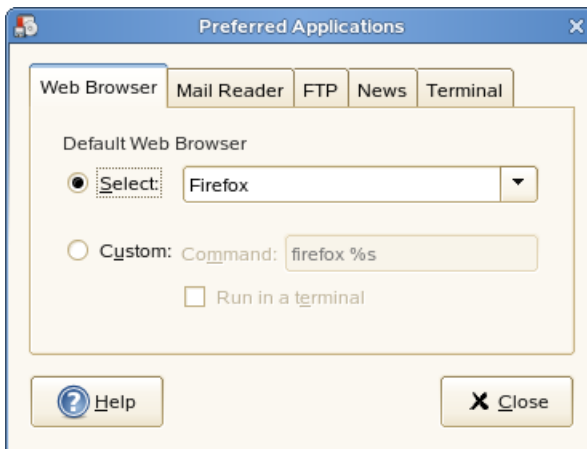 Preferred Applications
Web Browser Mail Reader FTP News Terminal
Default Web Browser
Select: Firefox
Custom: Command: firefox %s
Run in a terminal
Help Close